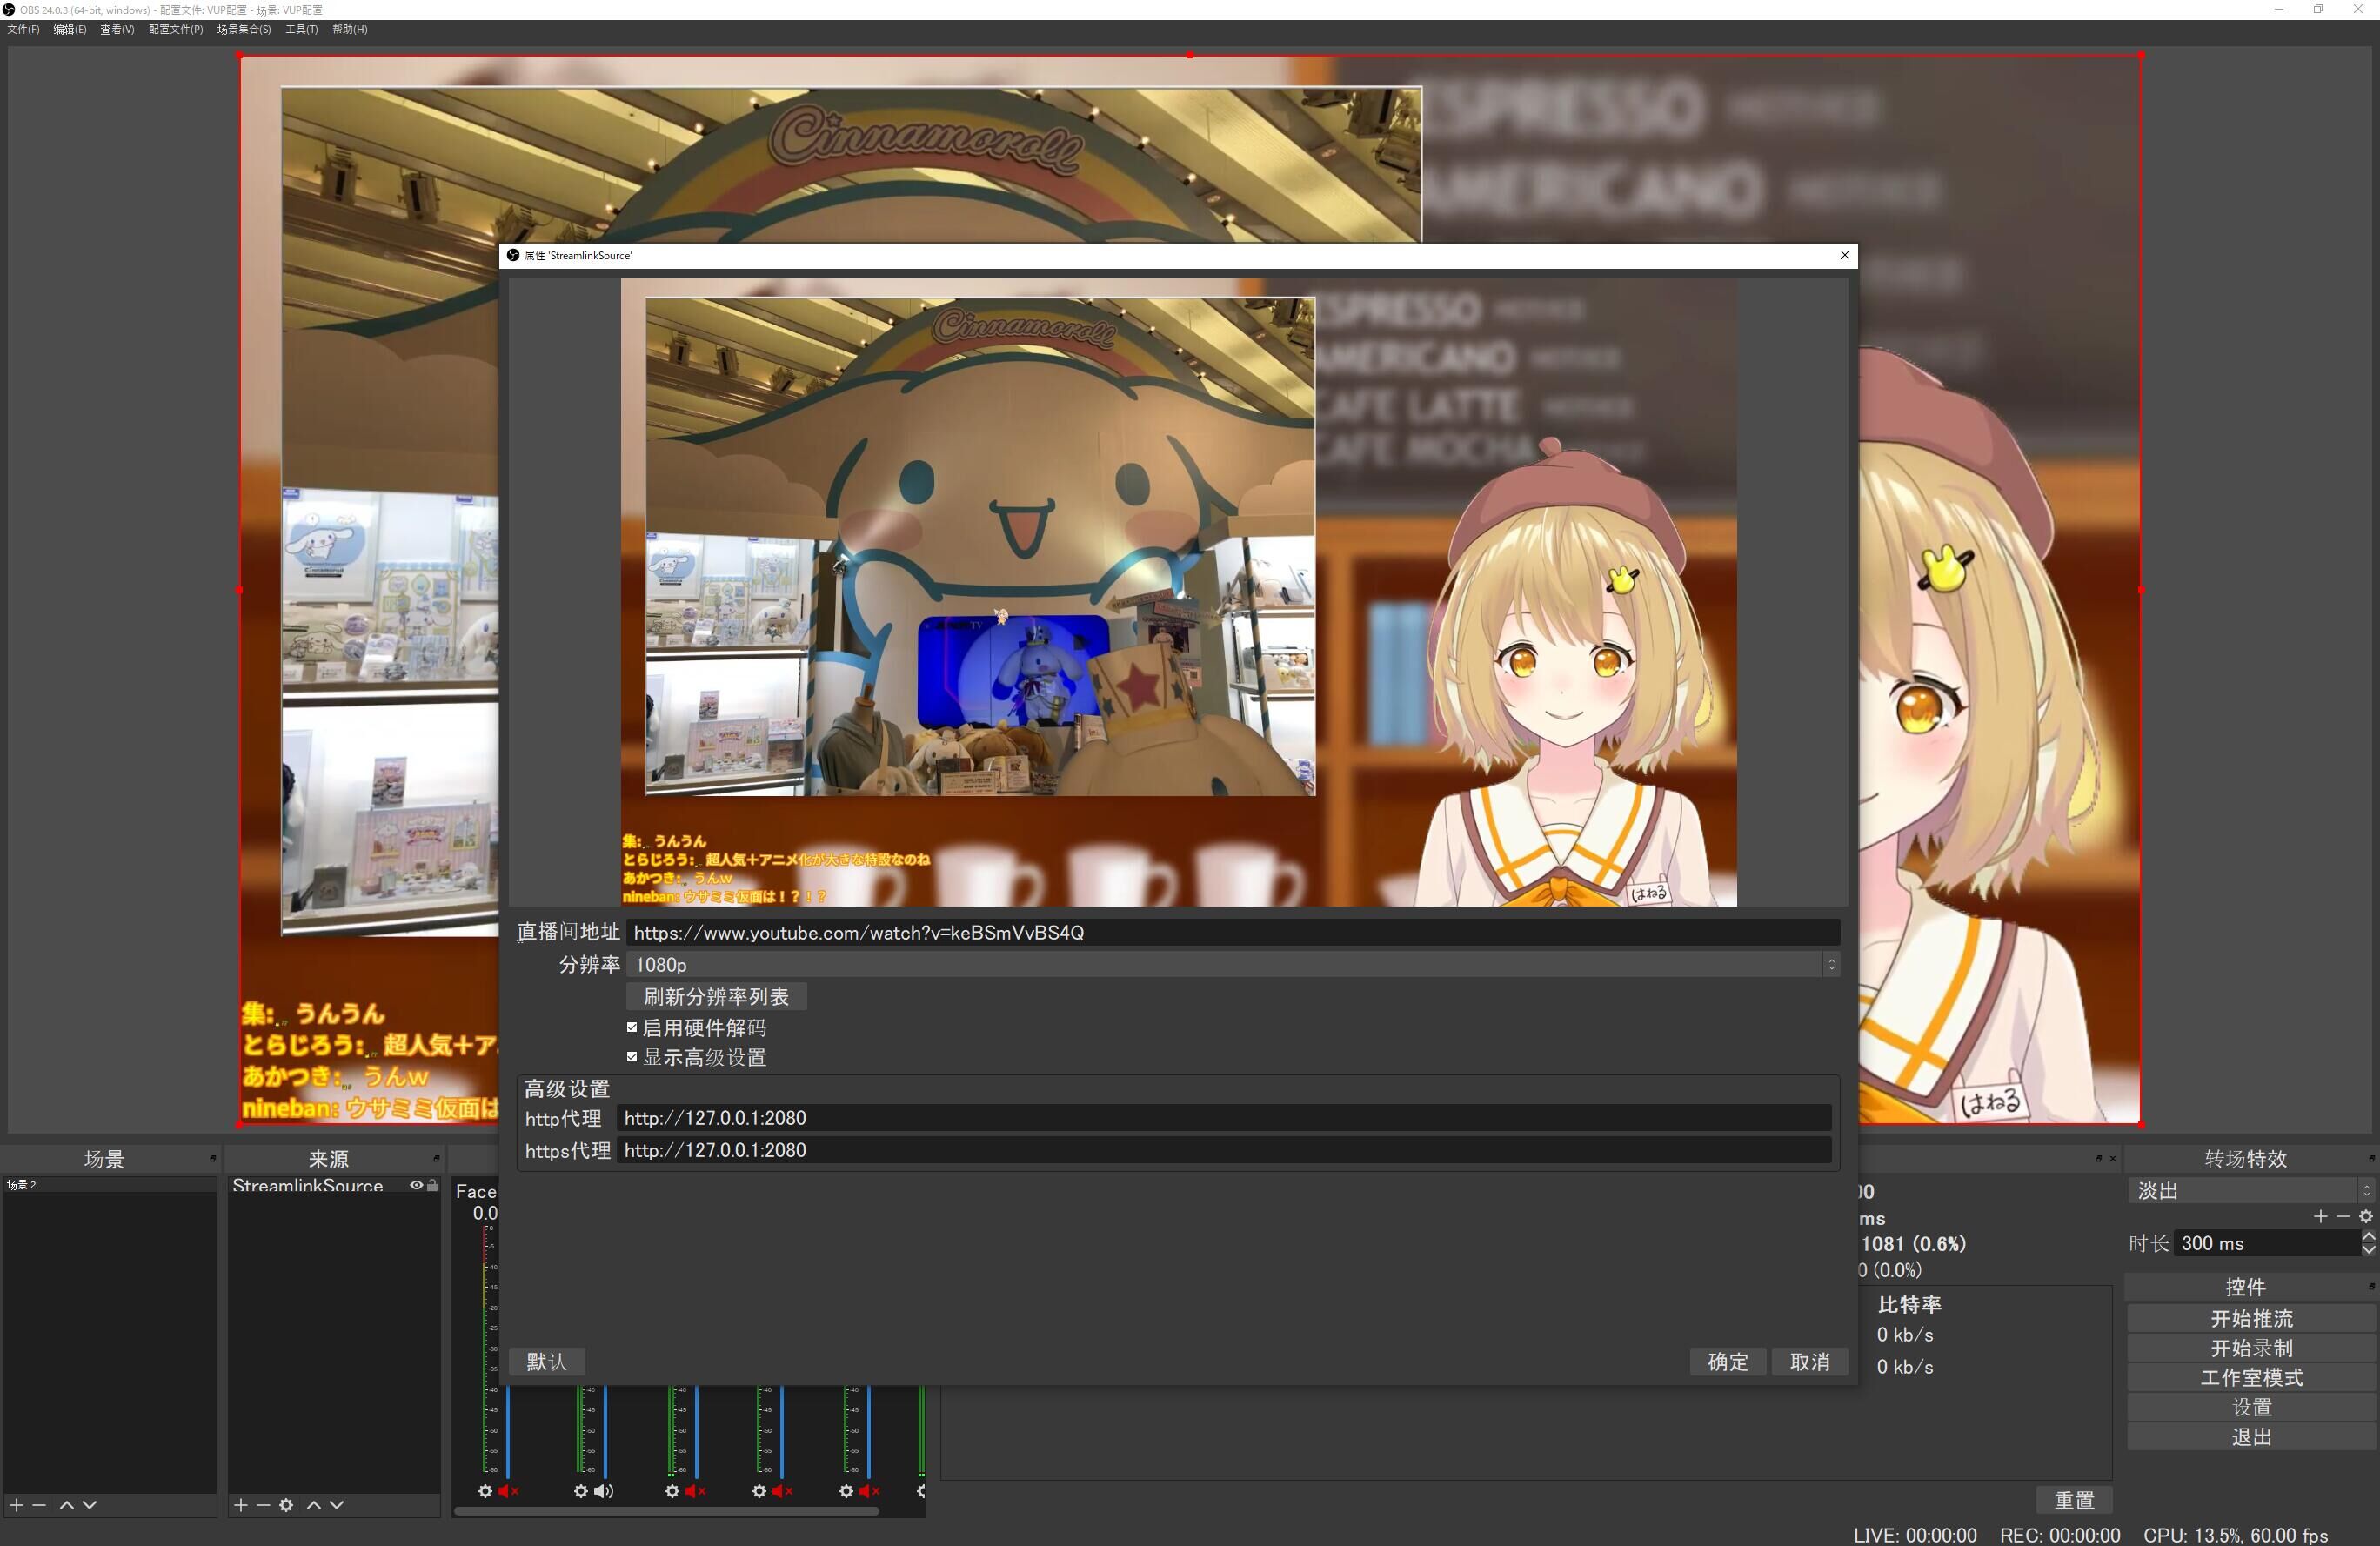 OBS 24.0.3 (64-bit, windows) - 配置文件: VUP配置 - 场景: VUP配置
文件(F) 编辑(E) 查看(V) 配置文件(P) 场景集合(S) 工具(T) 帮助(H)
Cinnamoroll
ESPRESSO
AMERICANO
属性 'StreamlinkSource'
Cinnamoroll
ESPRESSO
AMERICANO
CAFE LATTE
CAFE MOCHA
はねる
集: うんうん
とらじろう: 超人気＋アニメ化が大きな特設なのね
あかつき: うんw
nineban: ウサミミ仮面は！？！？
集: うんうん
とらじろう: 超人気＋ア
あかつき: うんw
nineban: ウサミミ仮面は
はねる
直播间地址 https://www.youtube.com/watch?v=keBSmVvBS4Q
分辨率 1080p
刷新分辨率列表
启用硬件解码
显示高级设置
高级设置
http代理 http://127.0.0.1:2080
https代理 http://127.0.0.1:2080
默认 确定 取消
场景
场景 2
来源
StreamlinkSource
Face
0.0
00
ms
1081 (0.6%)
0 (0.0%)
比特率
0 kb/s
0 kb/s
重置
转场特效
淡出
时长 300 ms
控件
开始推流
开始录制
工作室模式
设置
退出
LIVE: 00:00:00 REC: 00:00:00 CPU: 13.5%, 60.00 fps